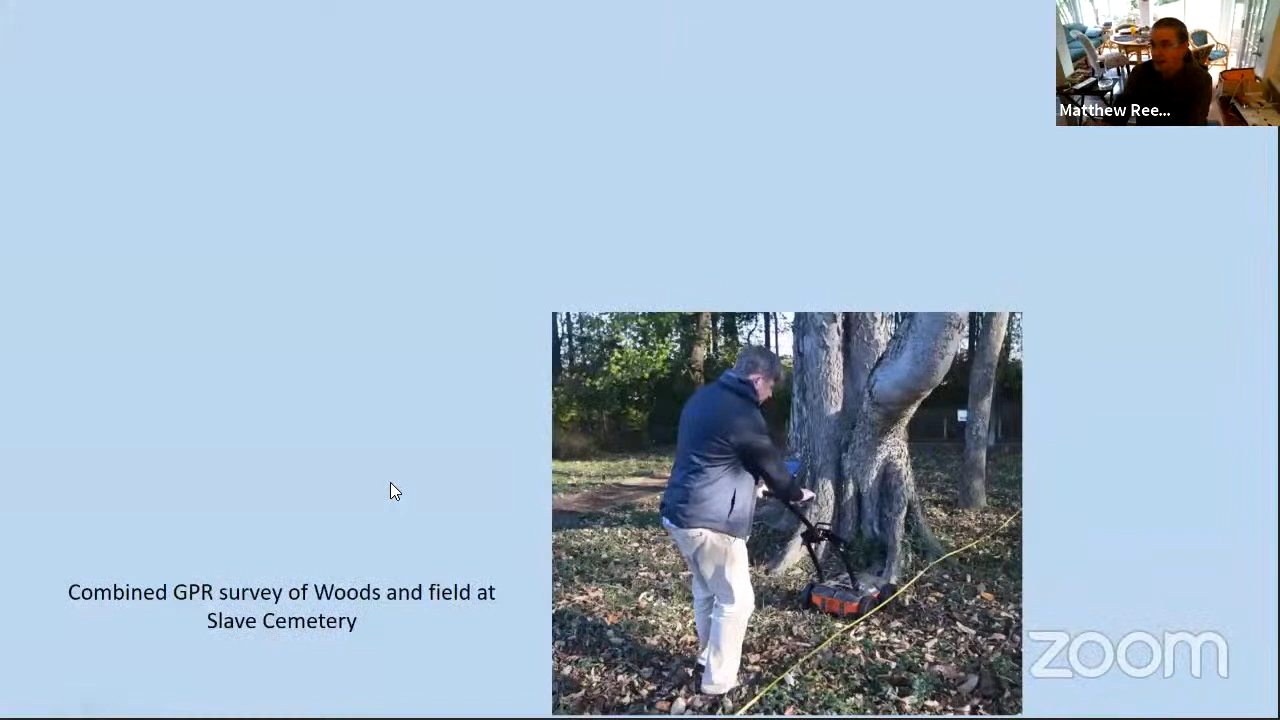 Matthew Ree...
Combined GPR survey of Woods and field at
Slave Cemetery
zoom